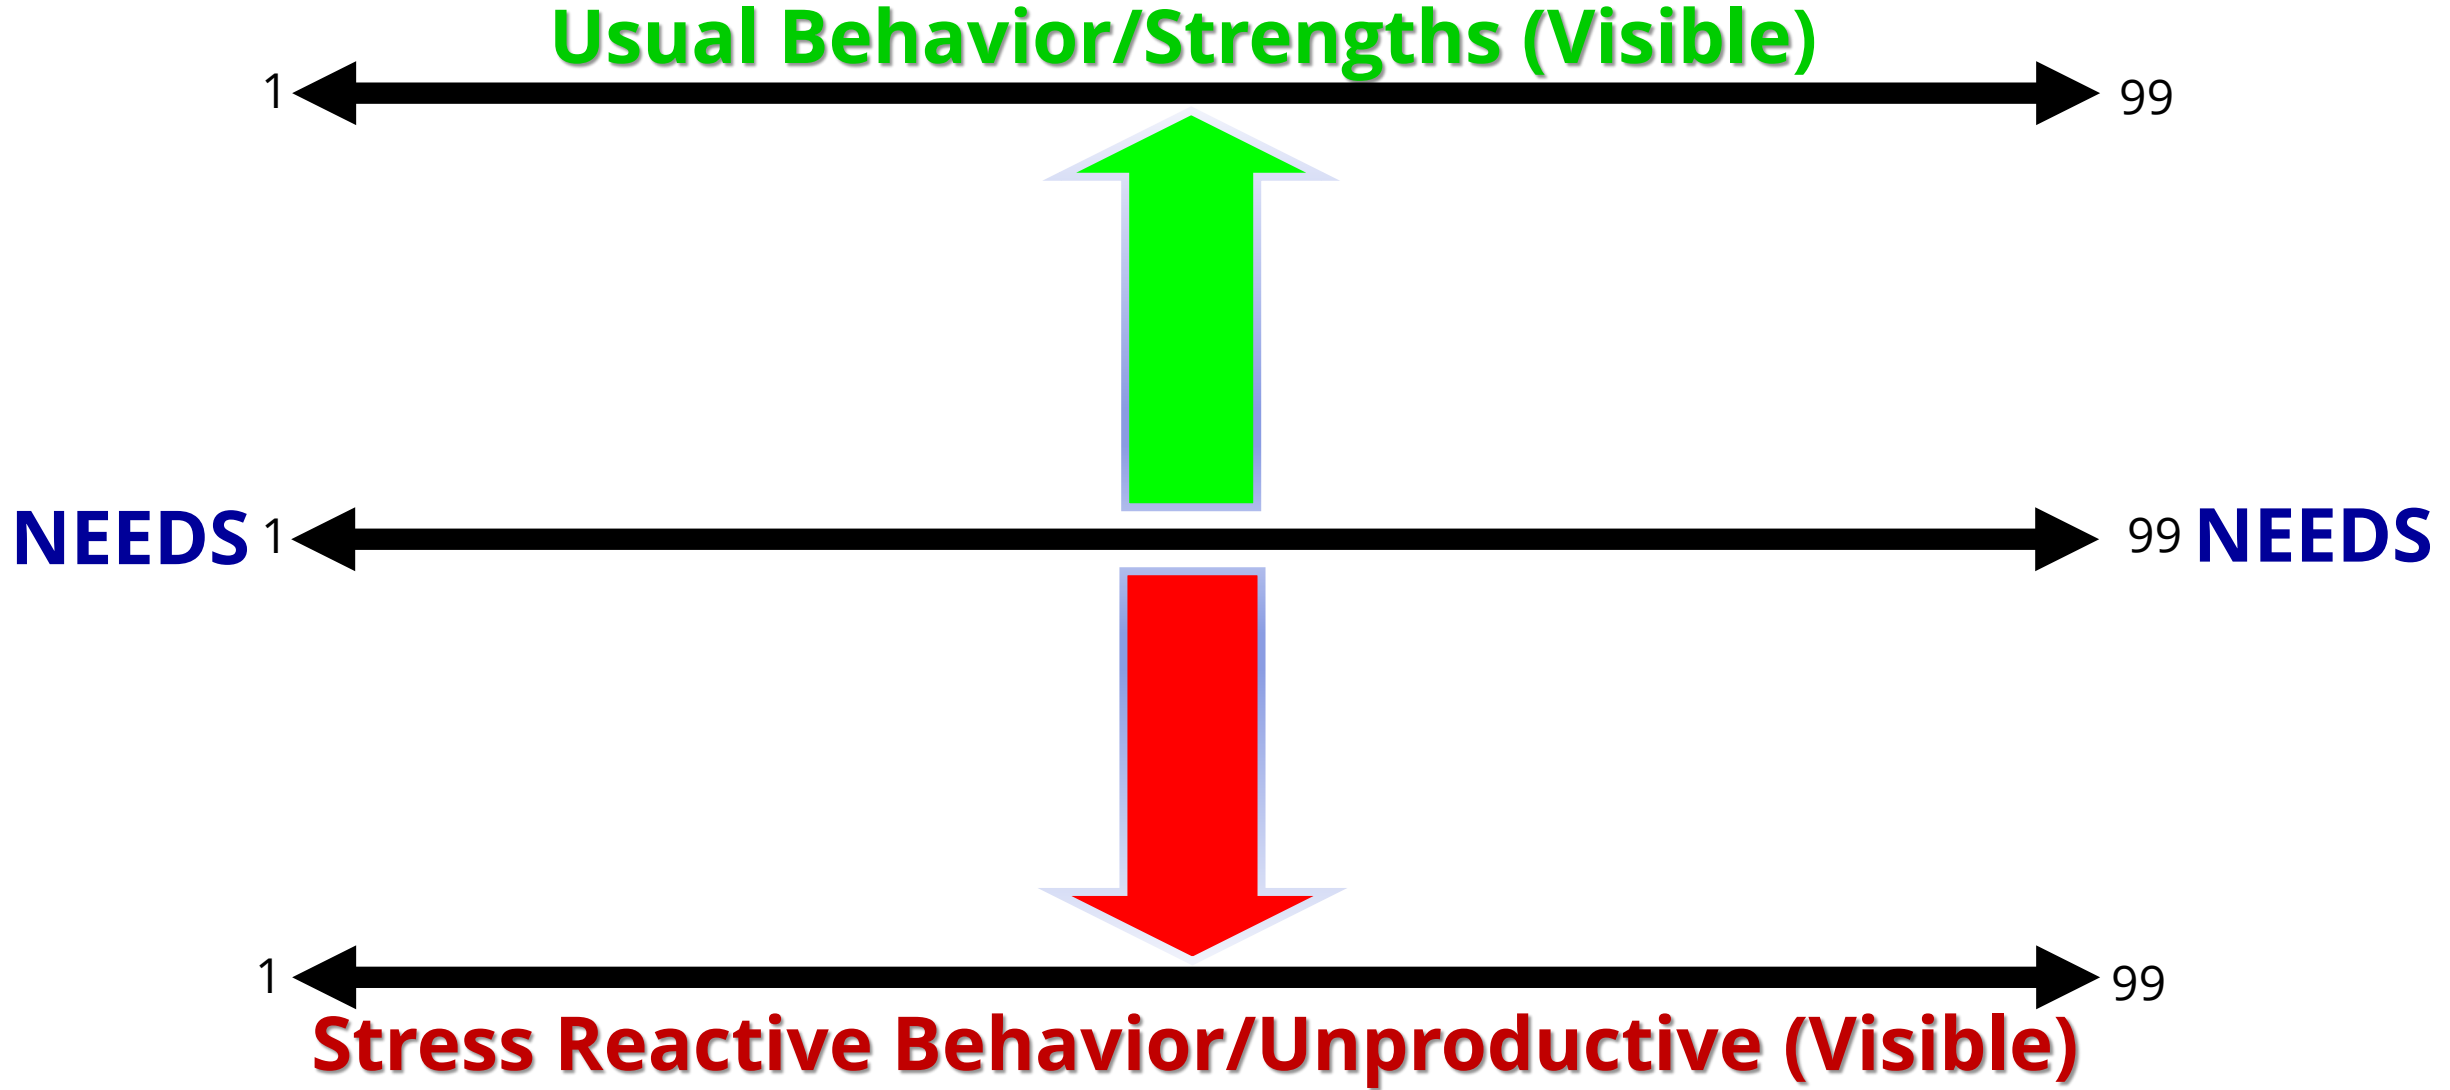 Usual Behavior/Strengths (Visible)
1 99
NEEDS 1 99 NEEDS
1 99
Stress Reactive Behavior/Unproductive (Visible)